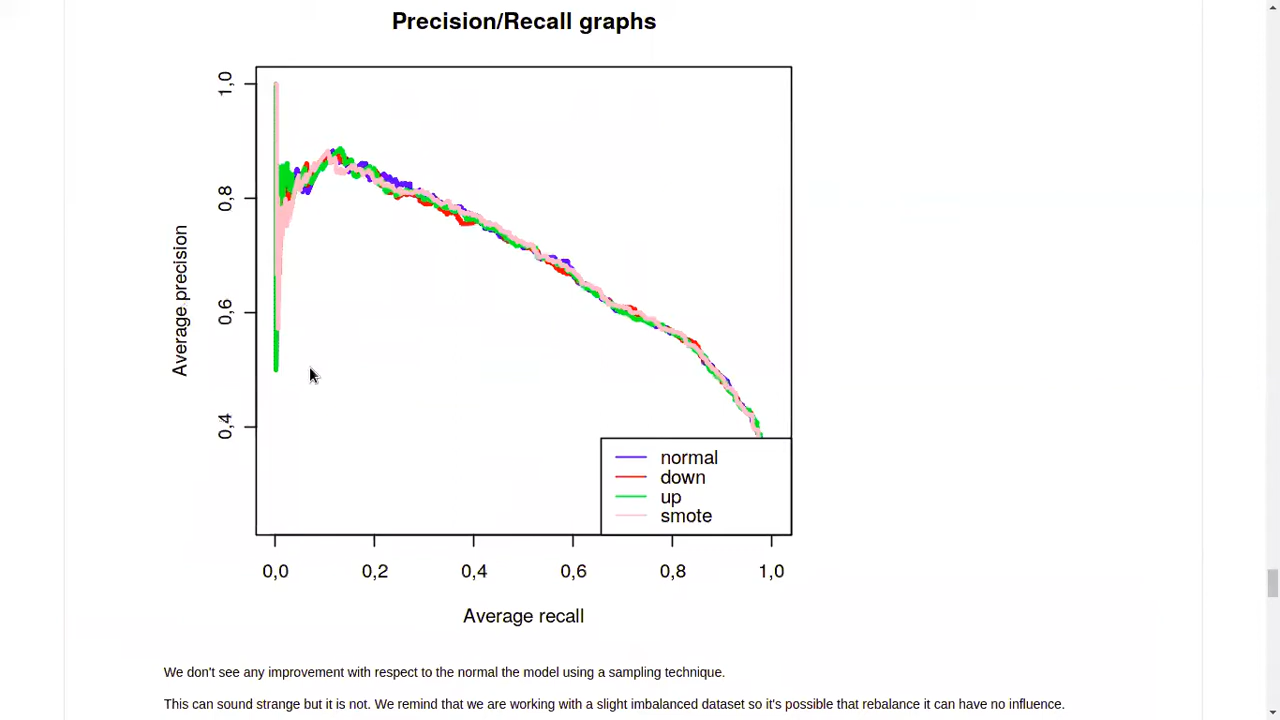 Precision/Recall graphs
1,0
0,8
0,6
0,4
Average precision
normal
down
up
smote
0,0 0,2 0,4 0,6 0,8 1,0
Average recall
We don't see any improvement with respect to the normal the model using a sampling technique.
This can sound strange but it is not. We remind that we are working with a slight imbalanced dataset so it's possible that rebalance it can have no influence.